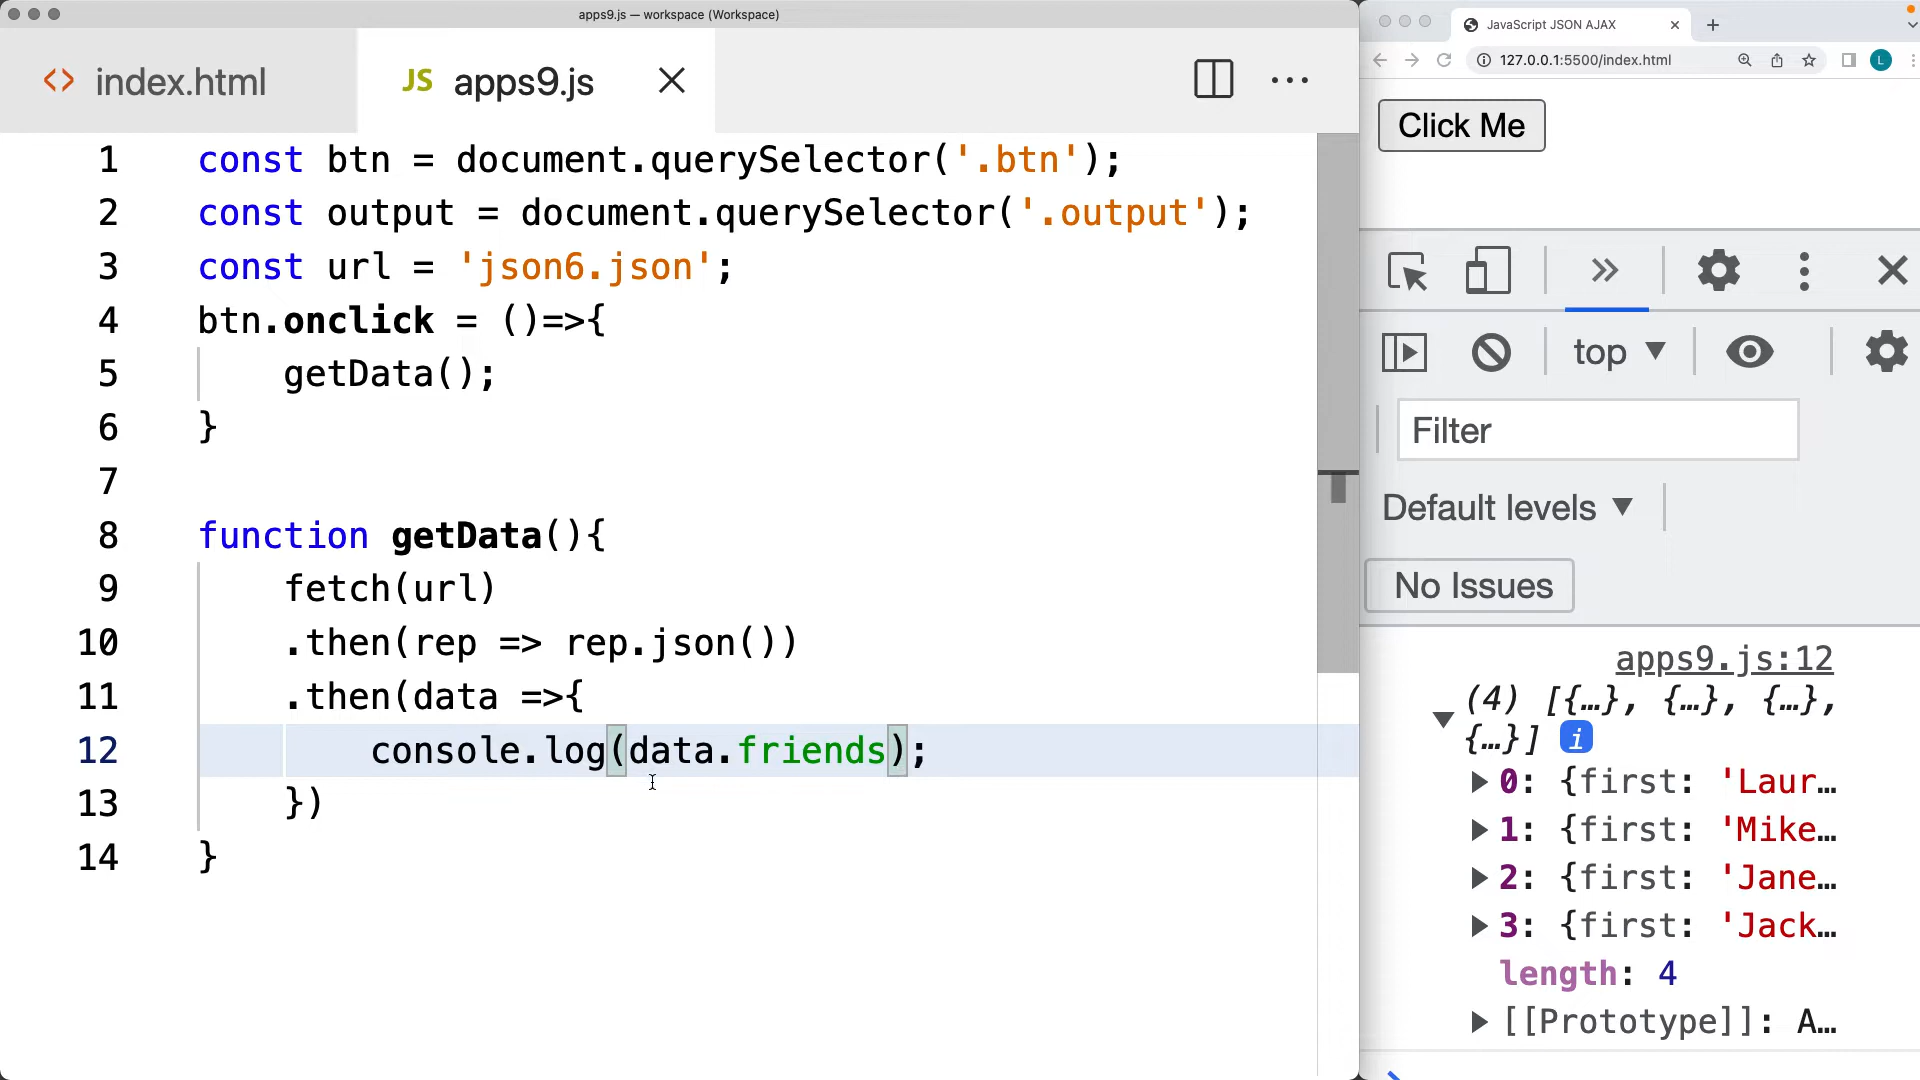 apps9.js — workspace (Workspace)
<> index.html
JS apps9.js
1 const btn = document.querySelector('.btn');
2 const output = document.querySelector('.output');
3 const url = 'json6.json';
4 btn.onclick = ()=>{
5 getData();
6 }
7
8 function getData(){
9 fetch(url)
10 .then(rep => rep.json())
11 .then(data =>{
12 console.log(data.friends);
13 })
14 }
JavaScript JSON AJAX
127.0.0.1:5500/index.html
L
Click Me
top
Filter
Default levels
No Issues
apps9.js:12
(4) [{…}, {…}, {…},
{…}] i
0: {first: 'Laur…
1: {first: 'Mike…
2: {first: 'Jane…
3: {first: 'Jack…
length: 4
[[Prototype]]: A…